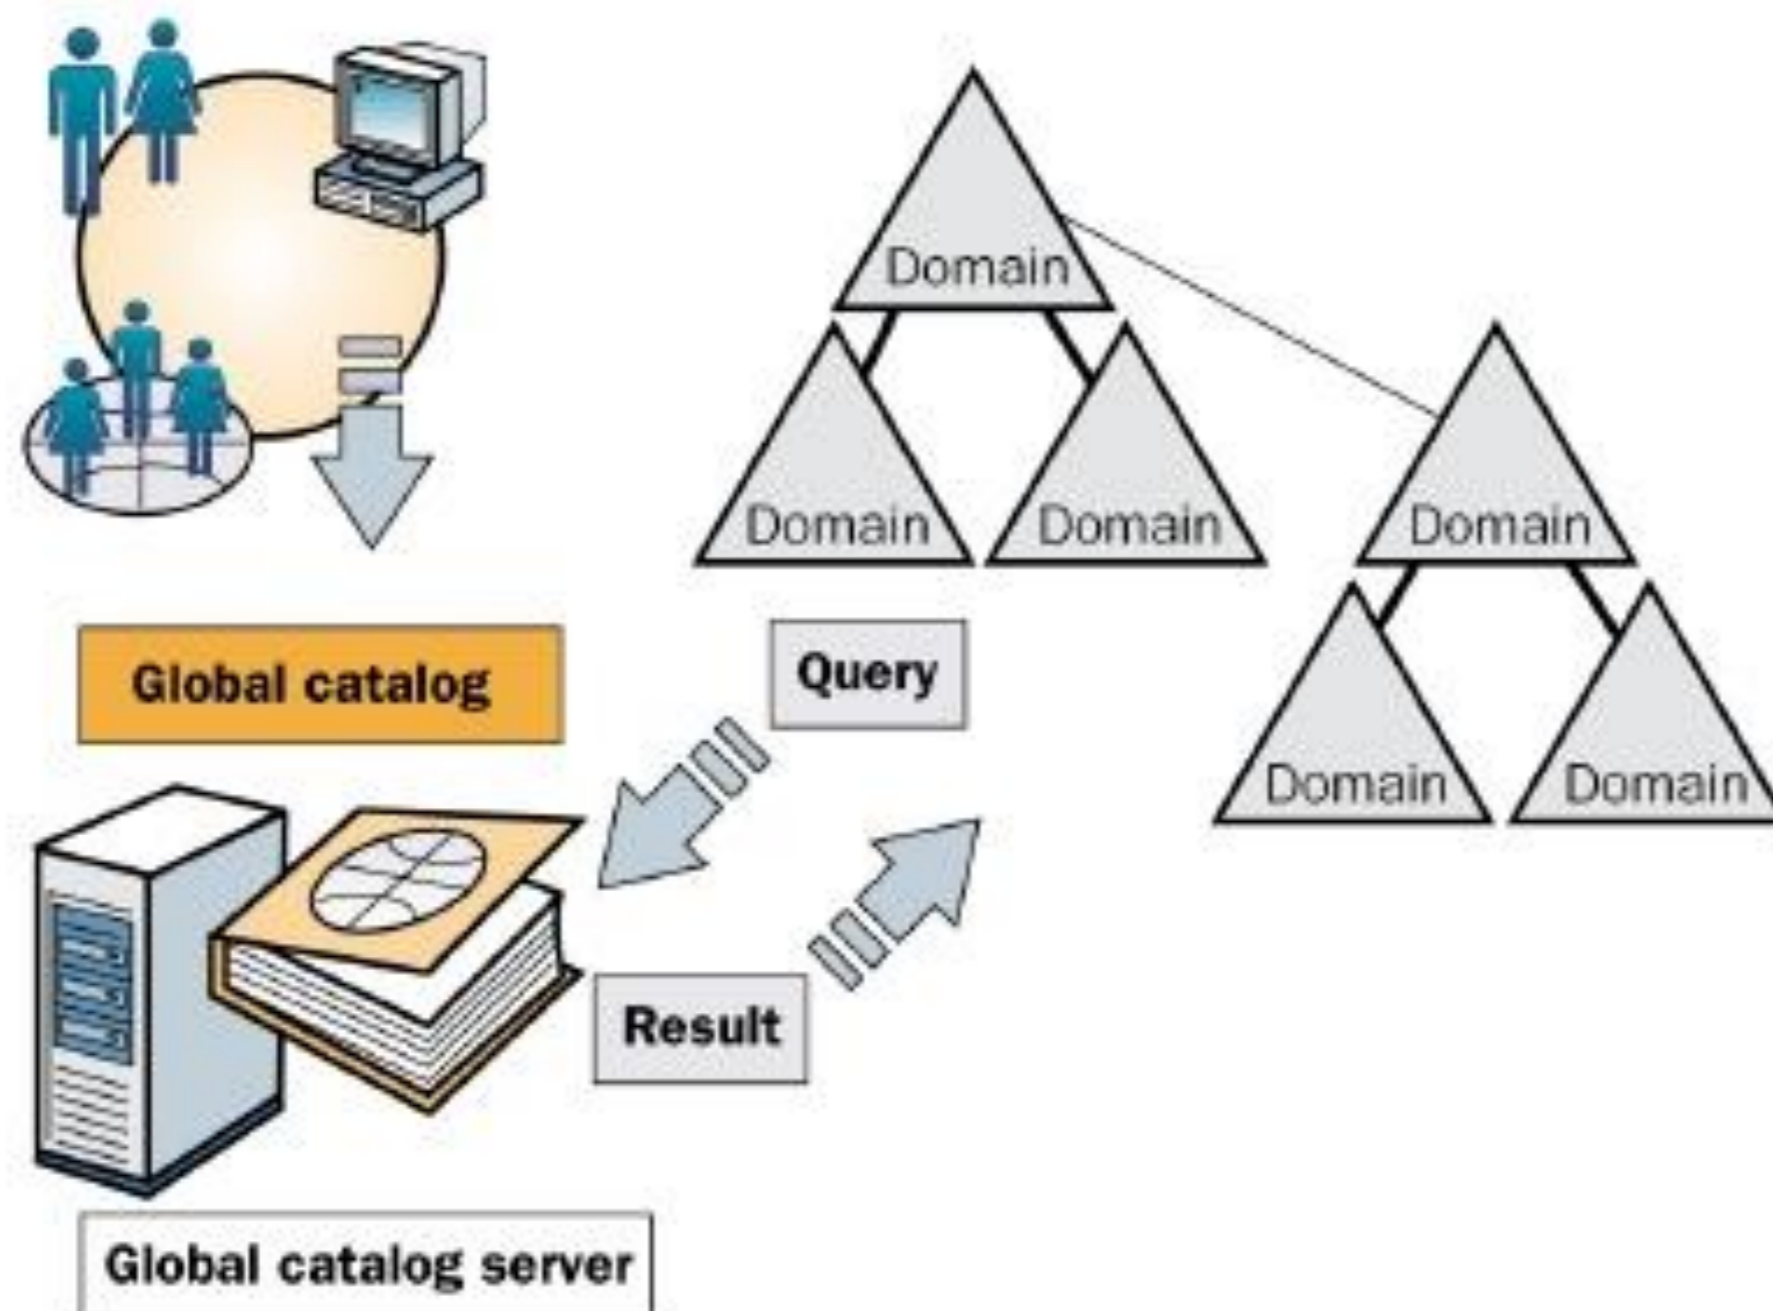 Domain
Domain
Domain
Domain
Domain
Domain
Global catalog
Query
Result
Global catalog server